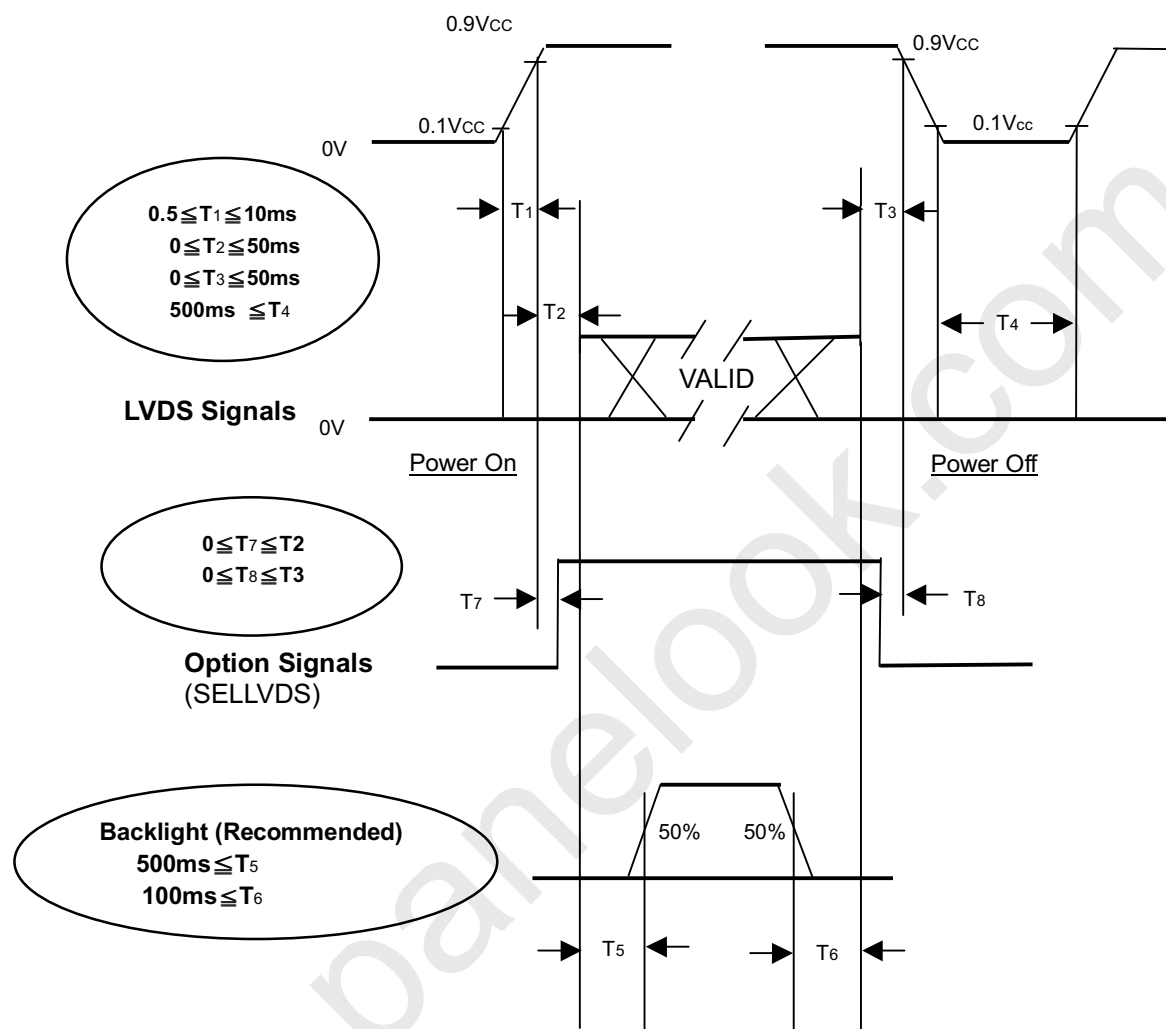 0.9Vcc
0.9Vcc
0.1Vcc
0.1Vcc
0V
0.5≦T1≦10ms
0≦T2≦50ms
0≦T3≦50ms
500ms ≦T4
T1
T3
T2
T4
VALID
LVDS Signals
0V
Power On
Power Off
0≦T7≦T2
0≦T8≦T3
T7
T8
Option Signals
(SELLVDS)
Backlight (Recommended)
500ms≦T5
100ms≦T6
50%
50%
T5
T6
panelook.com